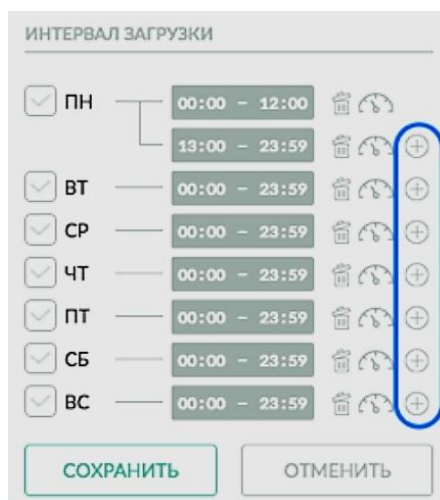 ИНТЕРВАЛ ЗАГРУЗКИ
ПН 00:00 - 12:00
13:00 - 23:59
ВТ 00:00 - 23:59
СР 00:00 - 23:59
ЧТ 00:00 - 23:59
ПТ 00:00 - 23:59
СБ 00:00 - 23:59
ВС 00:00 - 23:59
СОХРАНИТЬ ОТМЕНИТЬ